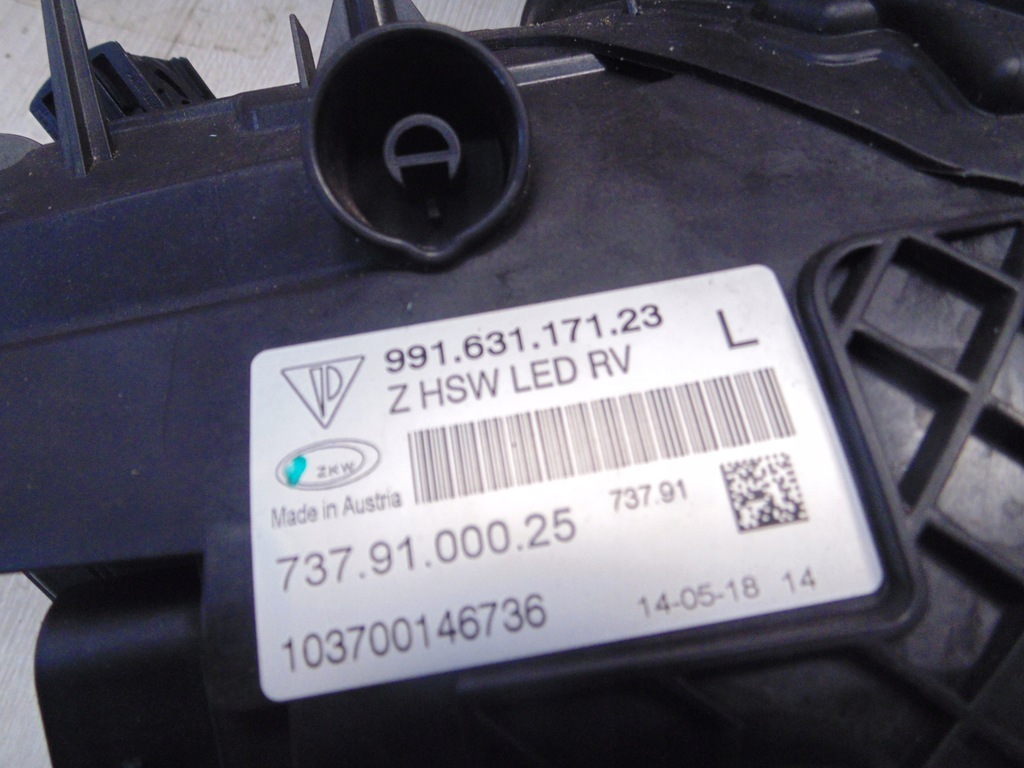 991.631.171.23
L
Z HSW LED RV
ZKW
Made in Austria
737.91
737.91.000.25
103700146736
14-05-18 14